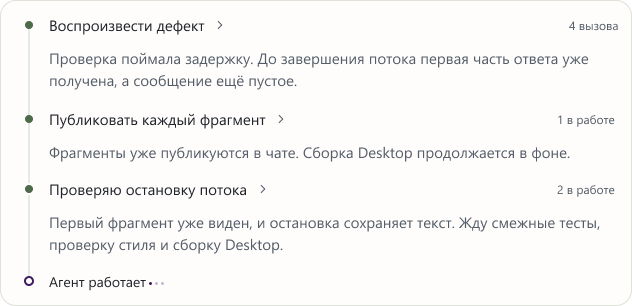 Воспроизвести дефект
4 вызова
Проверка поймала задержку. До завершения потока первая часть ответа уже
получена, а сообщение ещё пустое.
Публиковать каждый фрагмент
1 в работе
Фрагменты уже публикуются в чате. Сборка Desktop продолжается в фоне.
Проверяю остановку потока
2 в работе
Первый фрагмент уже виден, и остановка сохраняет текст. Жду смежные тесты,
проверку стиля и сборку Desktop.
Агент работает